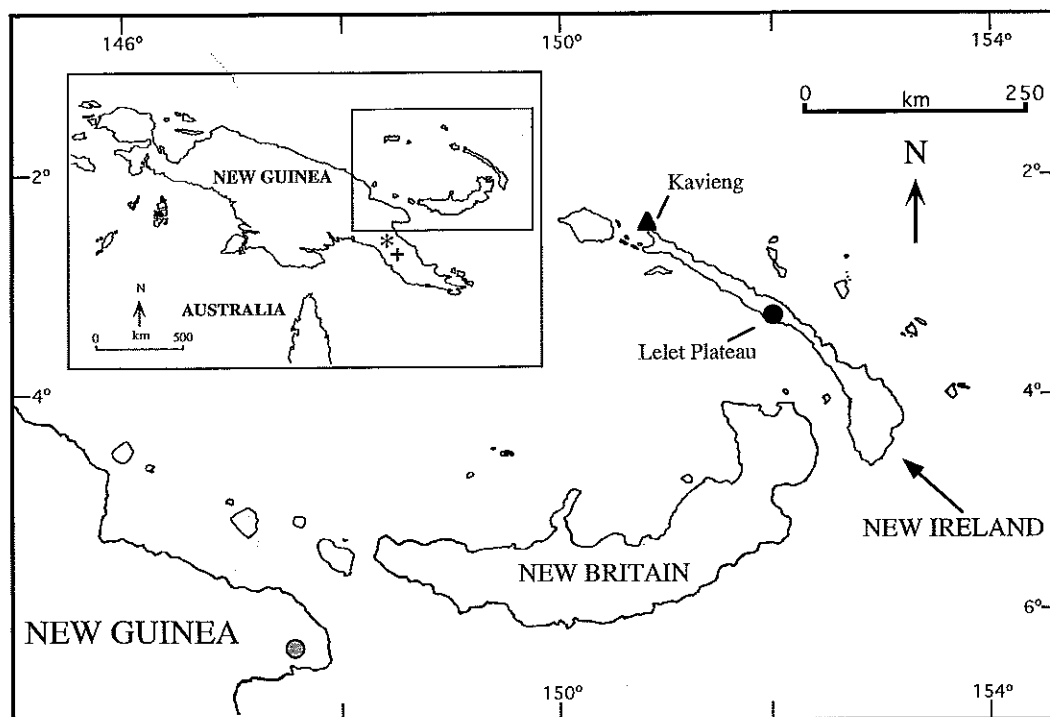 146°
150°
154°
0 km 250
N
2°
2°
NEW GUINEA
Kavieng
*
+
N
AUSTRALIA
0 km 500
Lelet Plateau
4°
4°
NEW IRELAND
NEW BRITAIN
6°
NEW GUINEA
150°
154°